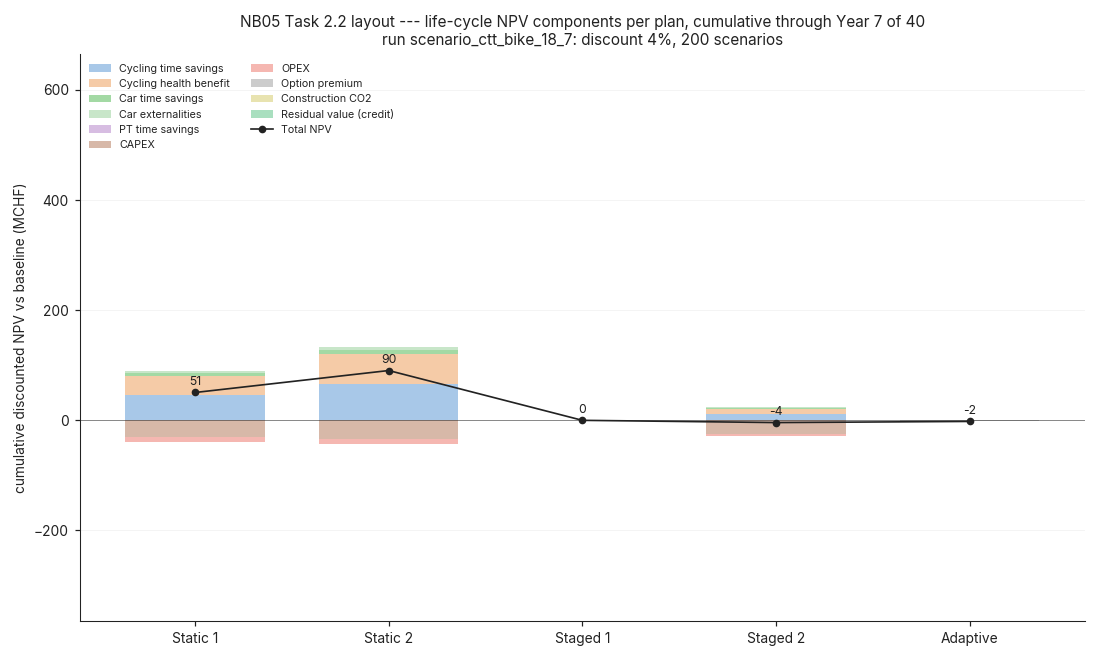 NB05 Task 2.2 layout --- life-cycle NPV components per plan, cumulative through Year 7 of 40
run scenario_ctt_bike_18_7: discount 4%, 200 scenarios
Cycling time savings
Cycling health benefit
Car time savings
Car externalities
PT time savings
CAPEX
OPEX
Option premium
Construction CO2
Residual value (credit)
Total NPV
cumulative discounted NPV vs baseline (MCHF)
600
400
200
0
−200
51
90
0
-4
-2
Static 1
Static 2
Staged 1
Staged 2
Adaptive